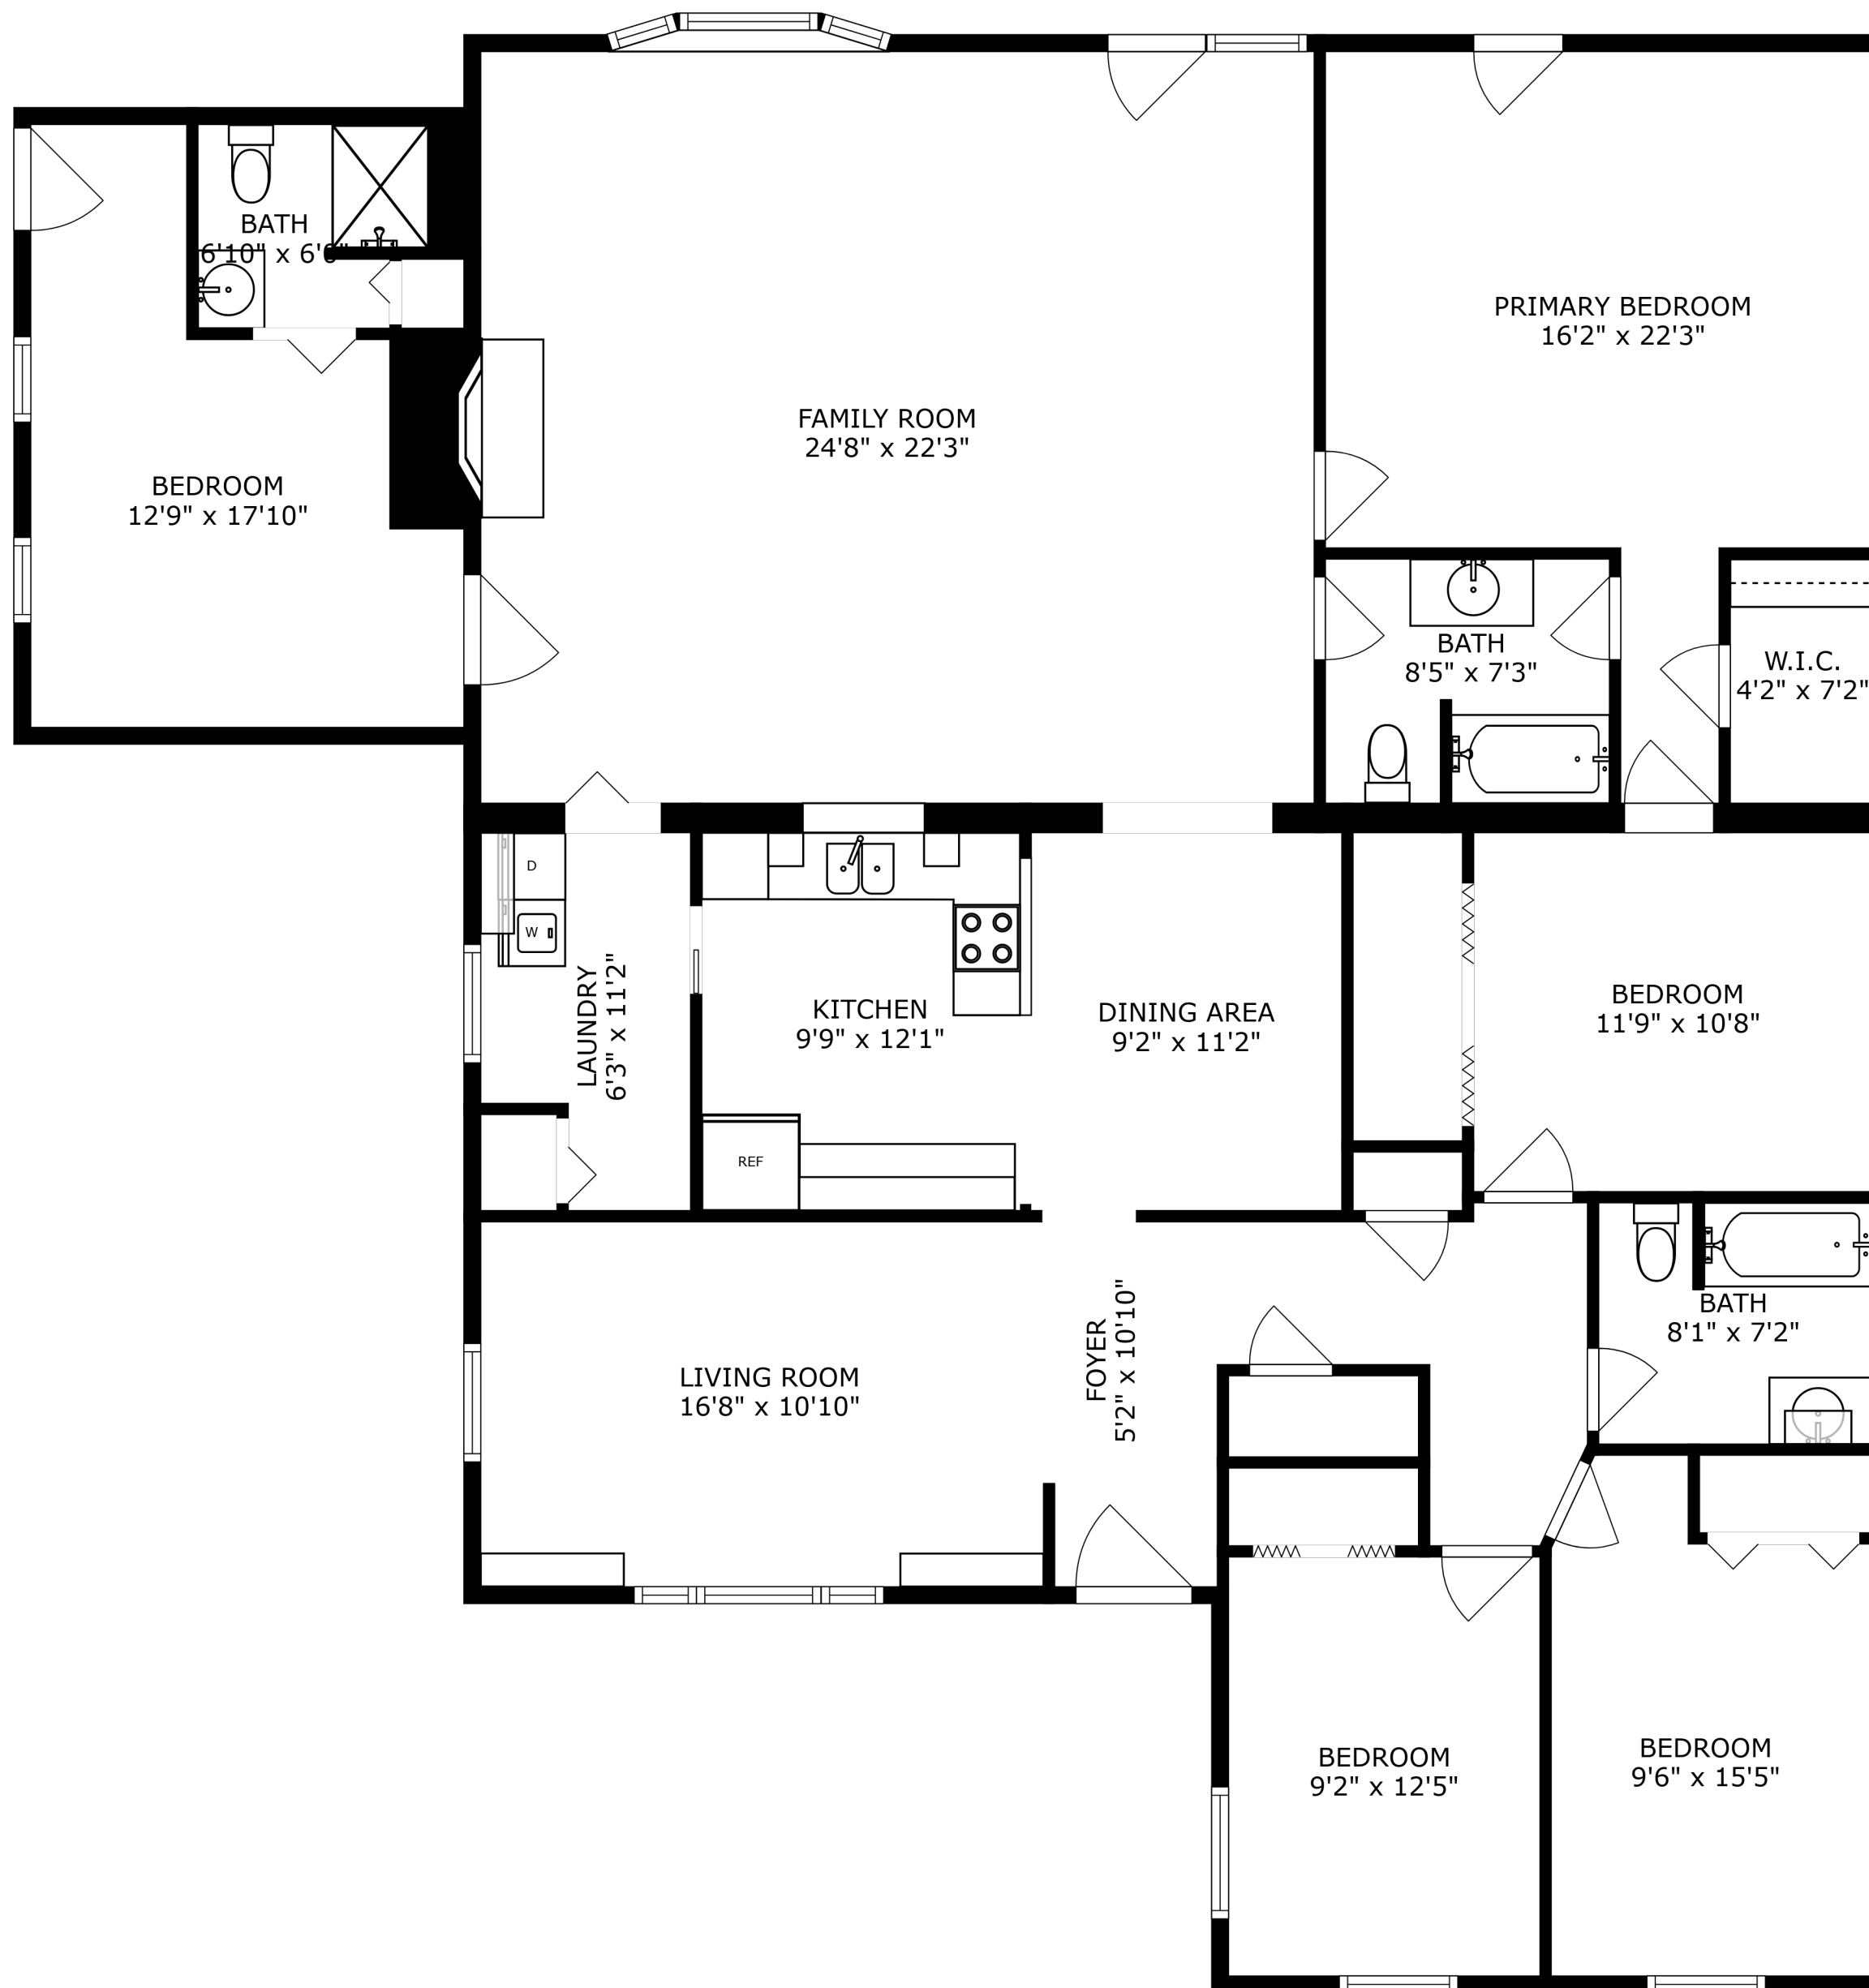 BATH
6'10" x 6'6"
PRIMARY BEDROOM
16'2" x 22'3"
FAMILY ROOM
24'8" x 22'3"
BEDROOM
12'9" x 17'10"
BATH
8'5" x 7'3"
W.I.C.
4'2" x 7'2"
D
W
LAUNDRY
6'3" x 11'2"
KITCHEN
9'9" x 12'1"
DINING AREA
9'2" x 11'2"
BEDROOM
11'9" x 10'8"
REF
FOYER
5'2" x 10'10"
BATH
8'1" x 7'2"
LIVING ROOM
16'8" x 10'10"
BEDROOM
9'2" x 12'5"
BEDROOM
9'6" x 15'5"